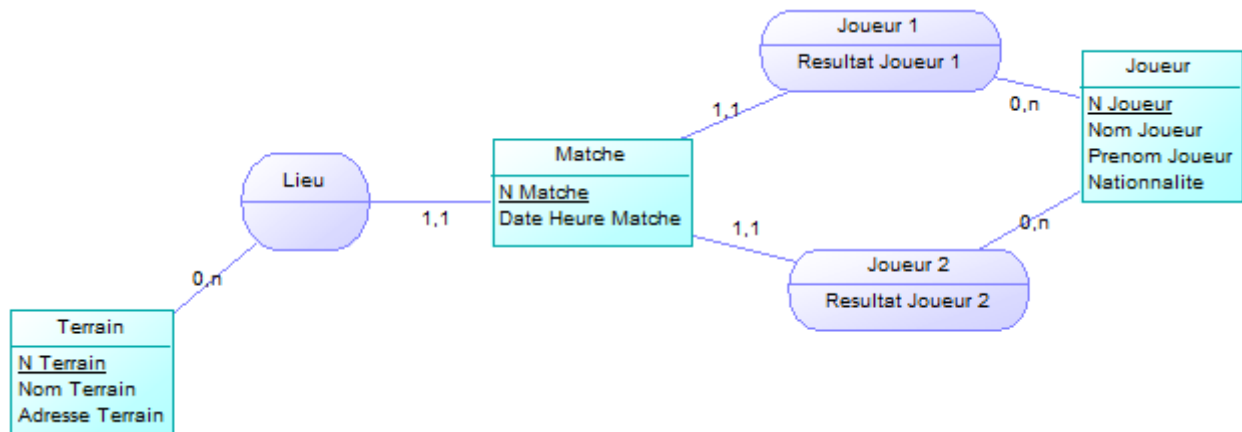 Joueur 1
Resultat Joueur 1
1,1
0,n
Joueur
N Joueur
Nom Joueur
Prenom Joueur
Nationnalite
Matche
N Matche
Date Heure Matche
Lieu
1,1
0,n
1,1
0,n
Joueur 2
Resultat Joueur 2
Terrain
N Terrain
Nom Terrain
Adresse Terrain